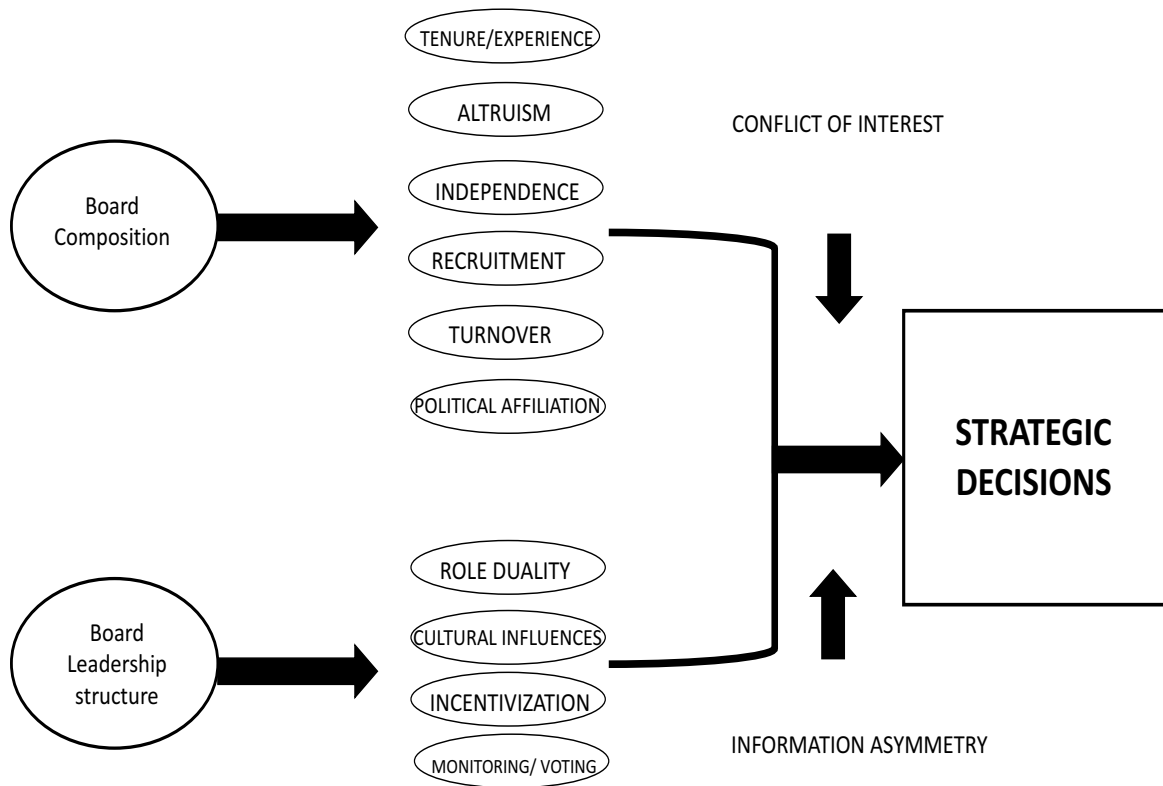 TENURE/EXPERIENCE
ALTRUISM
CONFLICT OF INTEREST
INDEPENDENCE
Board
Composition
RECRUITMENT
TURNOVER
POLITICAL AFFILIATION
STRATEGIC
DECISIONS
ROLE DUALITY
CULTURAL INFLUENCES
Board
Leadership
structure
INCENTIVIZATION
INFORMATION ASYMMETRY
MONITORING/ VOTING